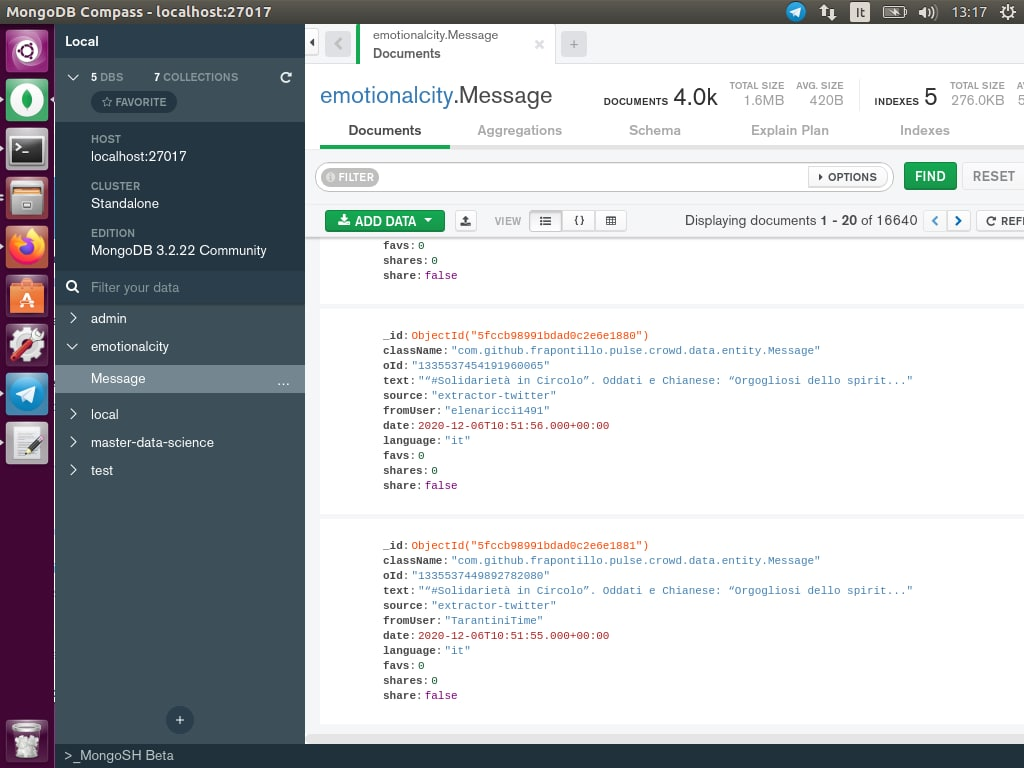 MongoDB Compass - localhost:27017
It
13:17
Local
5 DBS 7 COLLECTIONS
FAVORITE
HOST
localhost:27017
CLUSTER
Standalone
EDITION
MongoDB 3.2.22 Community
Filter your data
admin
emotionalcity
Message ...
local
master-data-science
test
>_MongoSH Beta
emotionalcity.Message
Documents
emotionalcity.Message
DOCUMENTS 4.0k
TOTAL SIZE
1.6MB
AVG. SIZE
420B
INDEXES 5
TOTAL SIZE
276.0KB
Documents Aggregations Schema Explain Plan Indexes
FILTER
OPTIONS
FIND
RESET
ADD DATA
VIEW
{}
Displaying documents 1 - 20 of 16640
REF
favs:0
shares:0
share:false
_id:ObjectId("5fccb98991bdad0c2e6e1880")
className:"com.github.frapontillo.pulse.crowd.data.entity.Message"
oId:"1335537454191960065"
text:"“#Solidarietà in Circolo”. Oddati e Chianese: “Orgogliosi dello spirit..."
source:"extractor-twitter"
fromUser:"elenaricci1491"
date:2020-12-06T10:51:56.000+00:00
language:"it"
favs:0
shares:0
share:false
_id:ObjectId("5fccb98991bdad0c2e6e1881")
className:"com.github.frapontillo.pulse.crowd.data.entity.Message"
oId:"1335537449892782080"
text:"“#Solidarietà in Circolo”. Oddati e Chianese: “Orgogliosi dello spirit..."
source:"extractor-twitter"
fromUser:"TarantiniTime"
date:2020-12-06T10:51:55.000+00:00
language:"it"
favs:0
shares:0
share:false